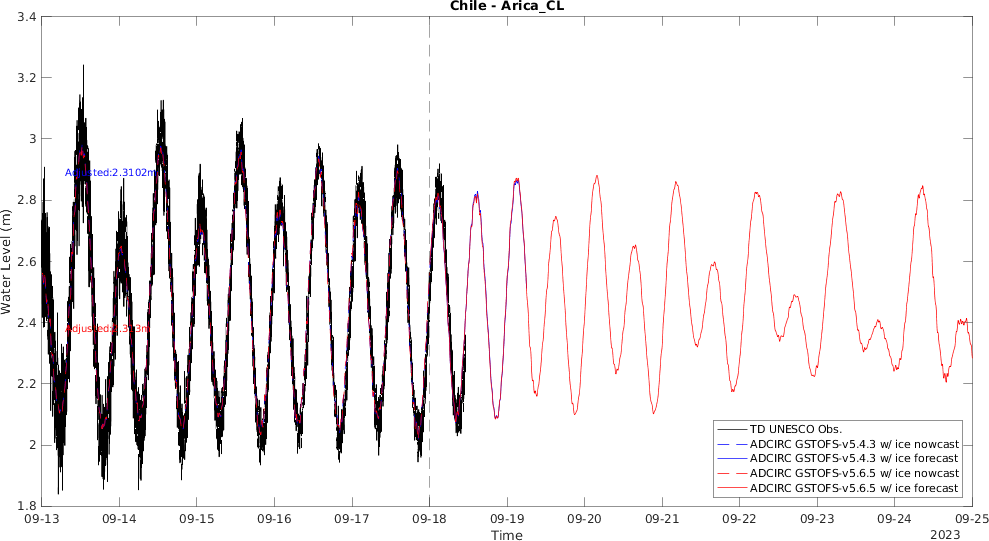 Chile - Arica_CL
3.4
3.2
3
2.8
2.6
2.4
2.2
2
1.8
Water Level (m)
Adjusted:2.3102m
09-13
09-14
09-15
09-16
09-17
09-18
09-19
09-20
09-21
09-22
09-23
09-24
09-25
Time
2023
TD UNESCO Obs.
ADCIRC GSTOFS-v5.4.3 w/ ice nowcast
ADCIRC GSTOFS-v5.4.3 w/ ice forecast
ADCIRC GSTOFS-v5.6.5 w/ ice nowcast
ADCIRC GSTOFS-v5.6.5 w/ ice forecast